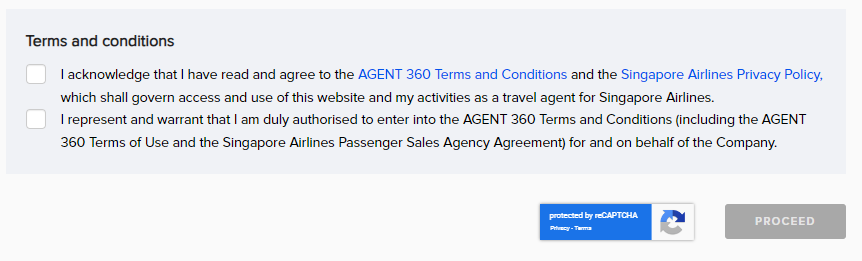 Terms and conditions
I acknowledge that I have read and agree to the AGENT 360 Terms and Conditions and the Singapore Airlines Privacy Policy,
which shall govern access and use of this website and my activities as a travel agent for Singapore Airlines.
I represent and warrant that I am duly authorised to enter into the AGENT 360 Terms and Conditions (including the AGENT
360 Terms of Use and the Singapore Airlines Passenger Sales Agency Agreement) for and on behalf of the Company.
protected by reCAPTCHA
Privacy - Terms
PROCEED